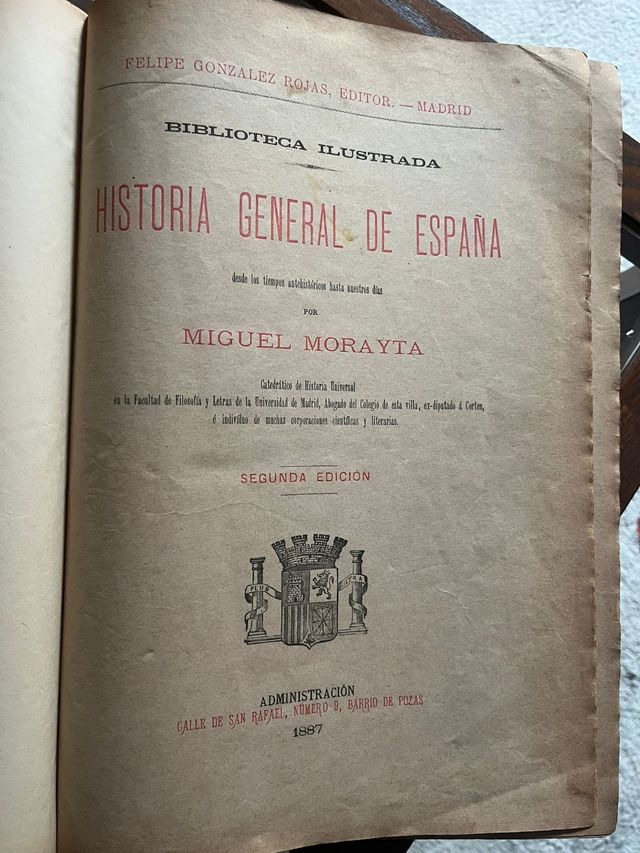 FELIPE GONZALEZ ROJAS, EDITOR. — MADRID
BIBLIOTECA ILUSTRADA
HISTORIA GENERAL DE ESPAÑA
desde los tiempos antehistóricos hasta nuestros días
POR
MIGUEL MORAYTA
Catedrático de Historia Universal
en la Facultad de Filosofía y Letras de la Universidad de Madrid, Abogado del Colegio de esta villa, ex-diputado á Cortes,
é individuo de muchas corporaciones científicas y literarias.
SEGUNDA EDICIÓN
PLUS
ULTRA
ADMINISTRACIÓN
CALLE DE SAN RAFAEL, NÚMERO 9, BARRIO DE POZAS
1887